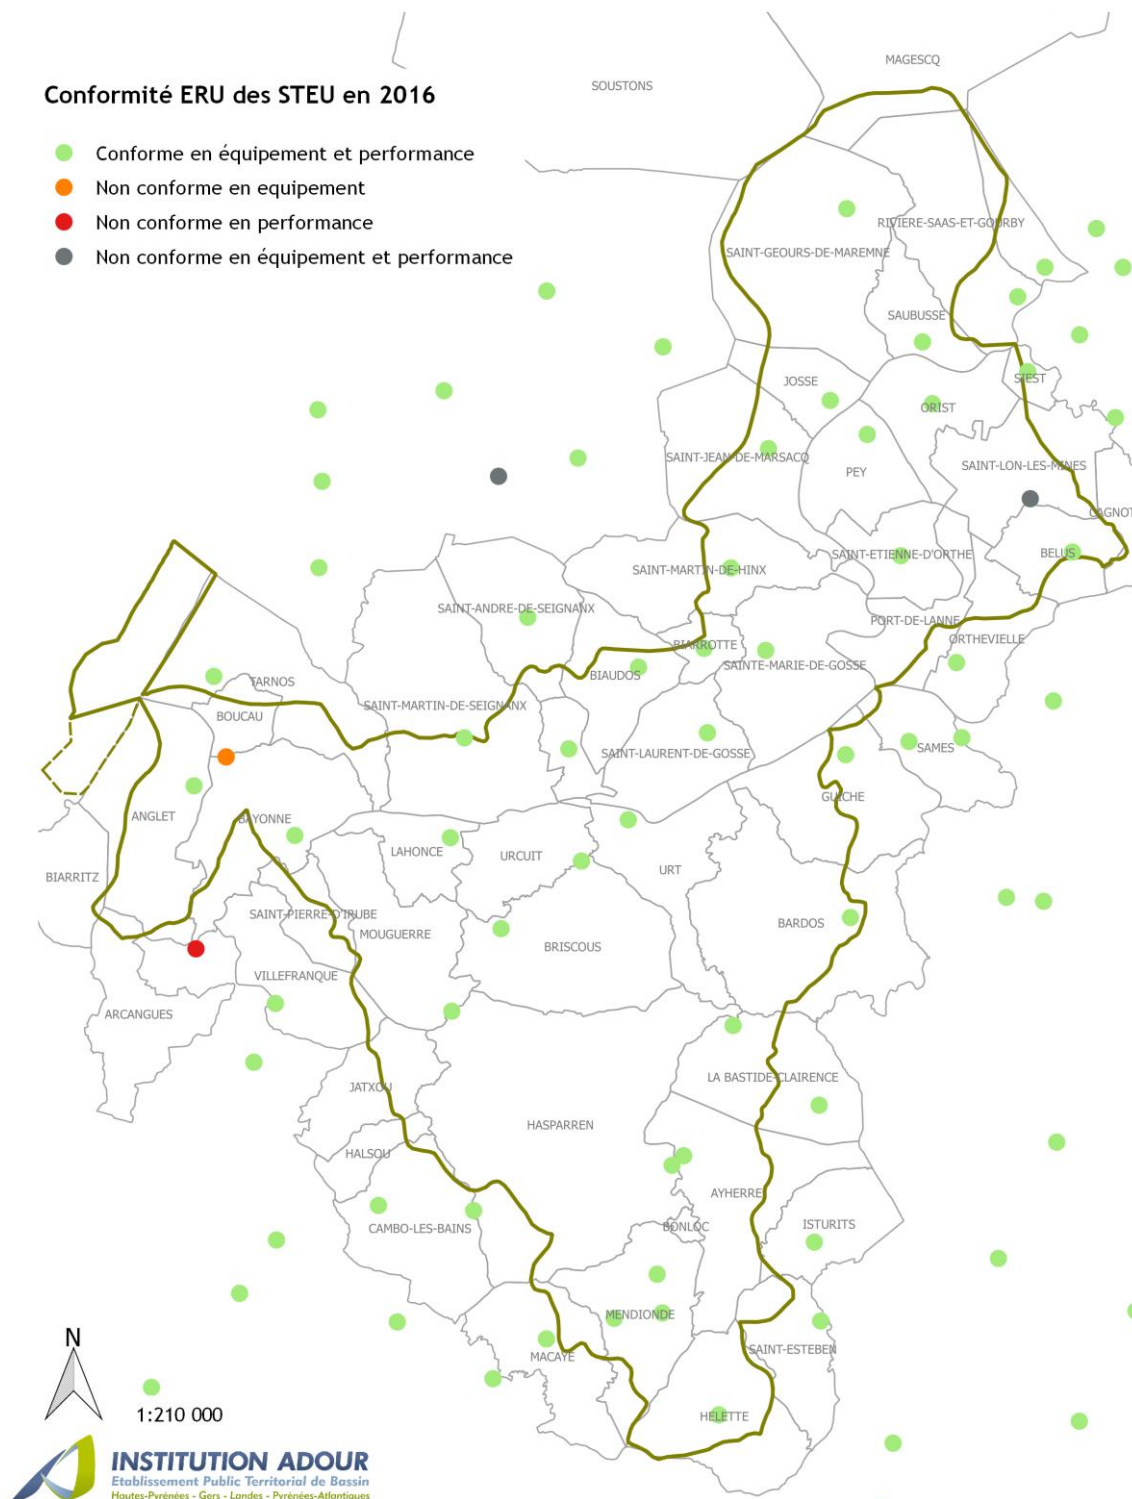 MAGESCQ
SOUSTONS
Conformité ERU des STEU en 2016
Conforme en équipement et performance
Non conforme en equipement
Non conforme en performance
Non conforme en équipement et performance
RIVIERE-SAAS-ET-GOURBY
SAINT-GEOURS-DE-MAREMNE
SAUBUSSE
JOSSE
SIEST
ORIST
SAINT-JEAN-DE-MARSACQ
PEY
SAINT-LON-LES-MINES
CAGNOT
SAINT-ETIENNE-D'ORTHE
BELUS
SAINT-MARTIN-DE-HINX
SAINT-ANDRE-DE-SEIGNANX
PORT-DE-LANNE
ORTHEVIELLE
BIARROTTE
SAINTE-MARIE-DE-GOSSE
BIAUDOS
TARNOS
SAINT-MARTIN-DE-SEIGNANX
BOUCAU
SAINT-LAURENT-DE-GOSSE
SAMES
GUICHE
ANGLET
BAYONNE
LAHONCE
URCUIT
URT
BIARRITZ
SAINT-PIERRE-D'IRUBE
MOUGUERRE
BARDOS
BRISCOUS
VILLEFRANQUE
ARCANGUES
LA BASTIDE-CLAIRENCE
JATXOU
HASPARREN
HALSOU
AYHERRE
CAMBO-LES-BAINS
BONLOC
ISTURITS
MENDIONDE
MACAYE
SAINT-ESTEBEN
HELETTE
N
1:210 000
INSTITUTION ADOUR
Etablissement Public Territorial de Bassin
Hautes-Pyrénées - Gers - Landes - Pyrénées-Atlantiques